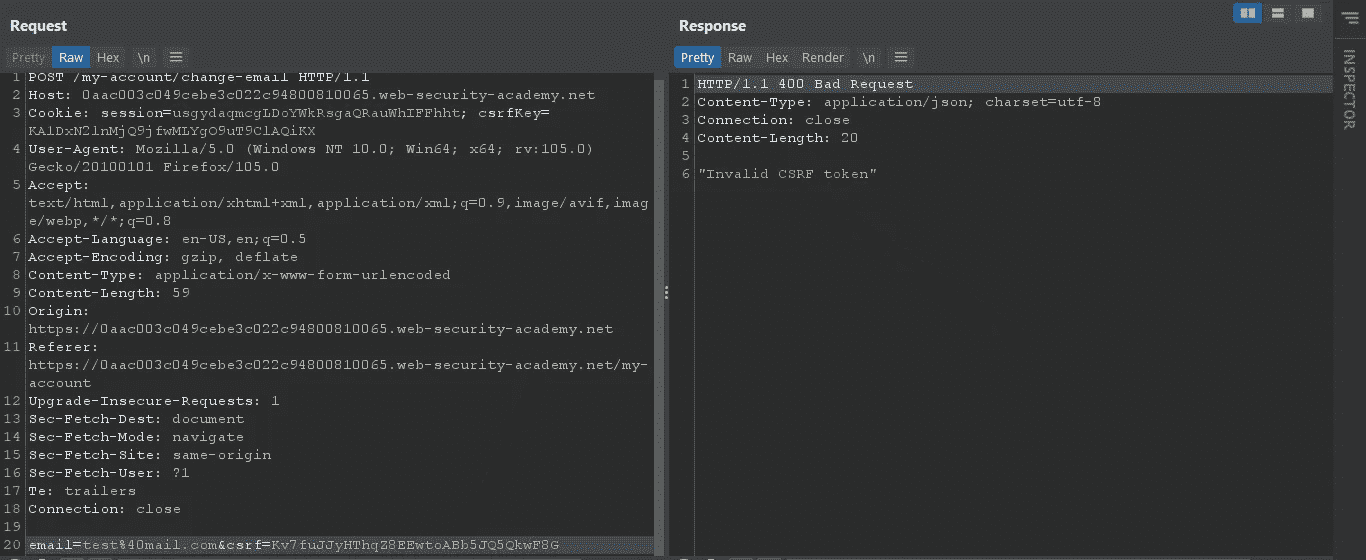 Request
Pretty Raw Hex \n
1 POST /my-account/change-email HTTP/1.1
2 Host: 0aac003c049cebe3c022c94800810065.web-security-academy.net
3 Cookie: session=usgydaqmcgLDoYWkRsgaQRauWhIFFhht; csrfKey=
KAlDxN2lnMjQ9jfwMLYgO9uT9ClAQiKX
4 User-Agent: Mozilla/5.0 (Windows NT 10.0; Win64; x64; rv:105.0)
Gecko/20100101 Firefox/105.0
5 Accept:
text/html,application/xhtml+xml,application/xml;q=0.9,image/avif,imag
e/webp,*/*;q=0.8
6 Accept-Language: en-US,en;q=0.5
7 Accept-Encoding: gzip, deflate
8 Content-Type: application/x-www-form-urlencoded
9 Content-Length: 59
10 Origin:
https://0aac003c049cebe3c022c94800810065.web-security-academy.net
11 Referer:
https://0aac003c049cebe3c022c94800810065.web-security-academy.net/my-
account
12 Upgrade-Insecure-Requests: 1
13 Sec-Fetch-Dest: document
14 Sec-Fetch-Mode: navigate
15 Sec-Fetch-Site: same-origin
16 Sec-Fetch-User: ?1
17 Te: trailers
18 Connection: close
19
20 email=test%40mail.com&csrf=Kv7fuJJyHThqZ8EEwtoABb5JQ5QkwF8G
Response
Pretty Raw Hex Render \n
1 HTTP/1.1 400 Bad Request
2 Content-Type: application/json; charset=utf-8
3 Connection: close
4 Content-Length: 20
5
6 "Invalid CSRF token"
INSPECTOR